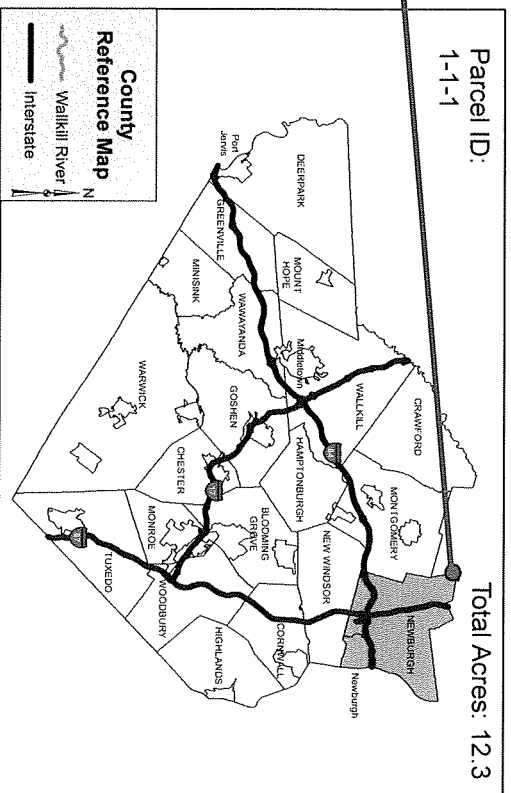 Parcel ID:
1-1-1
Total Acres: 12.3
DEERPARK
Port
Jervis
GREENVILLE
MOUNT
HOPE
MINISINK
WAWAYANDA
Middletown
WALLKILL
CRAWFORD
WARWICK
GOSHEN
HAMPTONBURGH
MONTGOMERY
CHESTER
BLOOMING
GROVE
NEW WINDSOR
NEWBURGH
Newburgh
MONROE
WOODBURY
CORNWALL
TUXEDO
HIGHLANDS
County
Reference Map
N
Wallkill River
Interstate